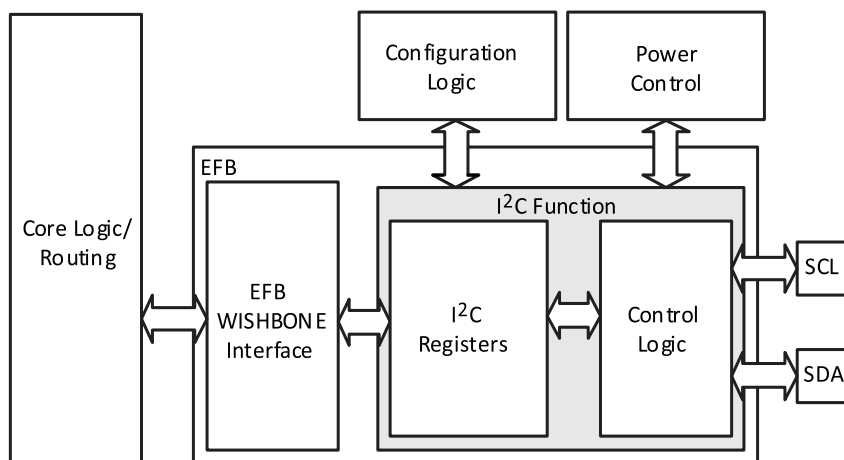 Configuration
Logic
Power
Control
EFB
I²C Function
Core Logic/
Routing
EFB
WISHBONE
Interface
I²C
Registers
Control
Logic
SCL
SDA